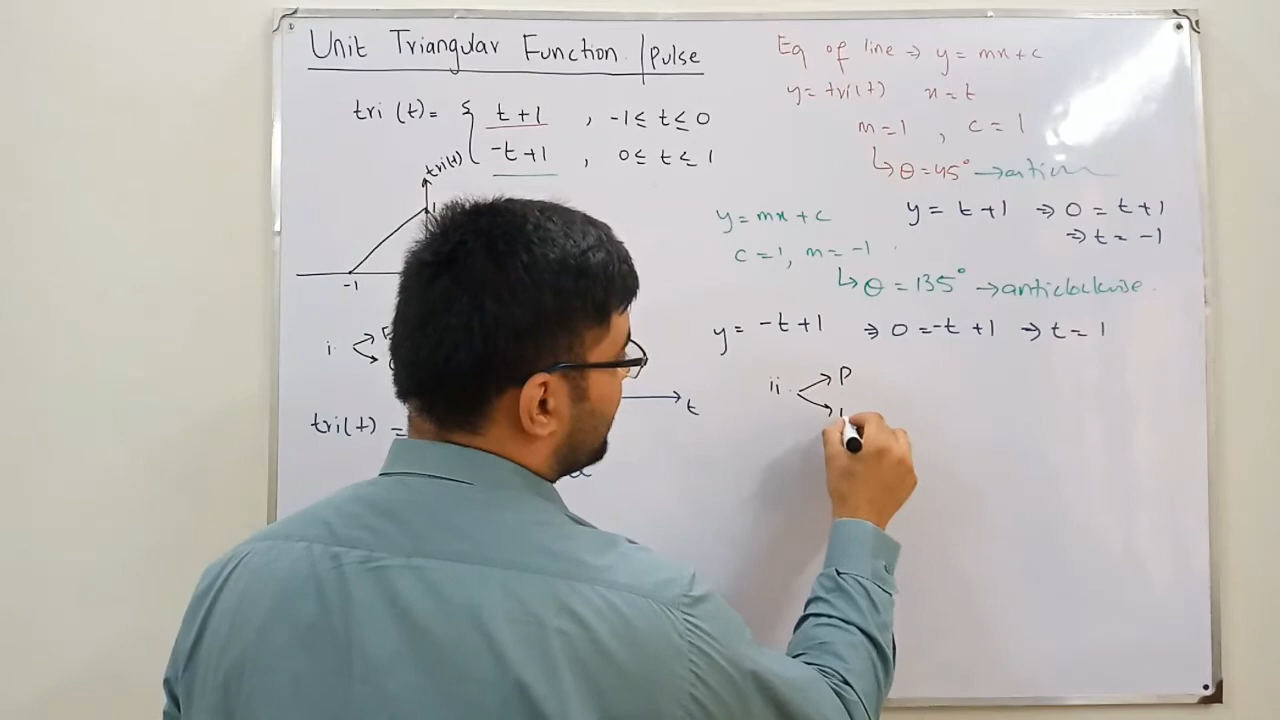 Unit Triangular Function / Pulse
tri (t) = { t+1 , -1 ≤ t ≤ 0
-t+1 , 0 ≤ t ≤ 1
tri(t)
1
-1
i.
t
tri(t) =
Eq of line → y = mx + c
y = tri(t) x = t
m = 1 , c = 1
↳ θ = 45° →
y = t+1 ⇒ 0 = t+1
⇒ t = -1
y = mx + c
c = 1, m = -1
↳ θ = 135° → anticlockwise.
y = -t+1 ⇒ 0 = -t+1 ⇒ t = 1
ii. P